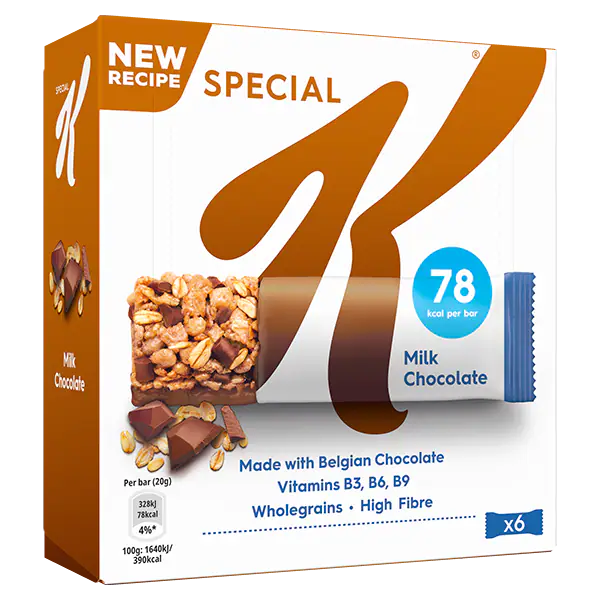 NEW
RECIPE
SPECIAL
K
®
SPECIAL
K
78
kcal per bar
Milk
Chocolate
Milk
Chocolate
Made with Belgian Chocolate
Vitamins B3, B6, B9
Wholegrains • High Fibre
Per bar (20g)
328kJ
78kcal
4%*
100g: 1640kJ/
390kcal
x6